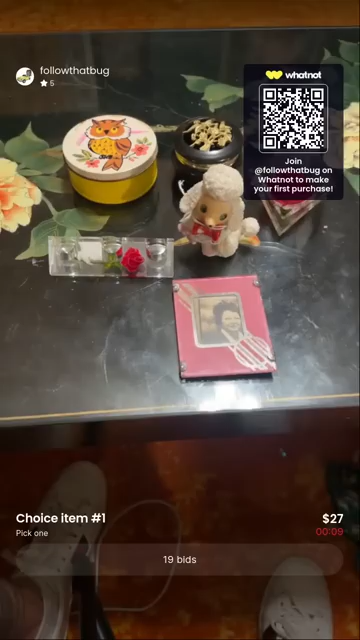 followthatbug
5
whatnot
Join
@followthatbug on
Whatnot to make
your first purchase!
Choice item #1
$27
Pick one
00:09
19 bids